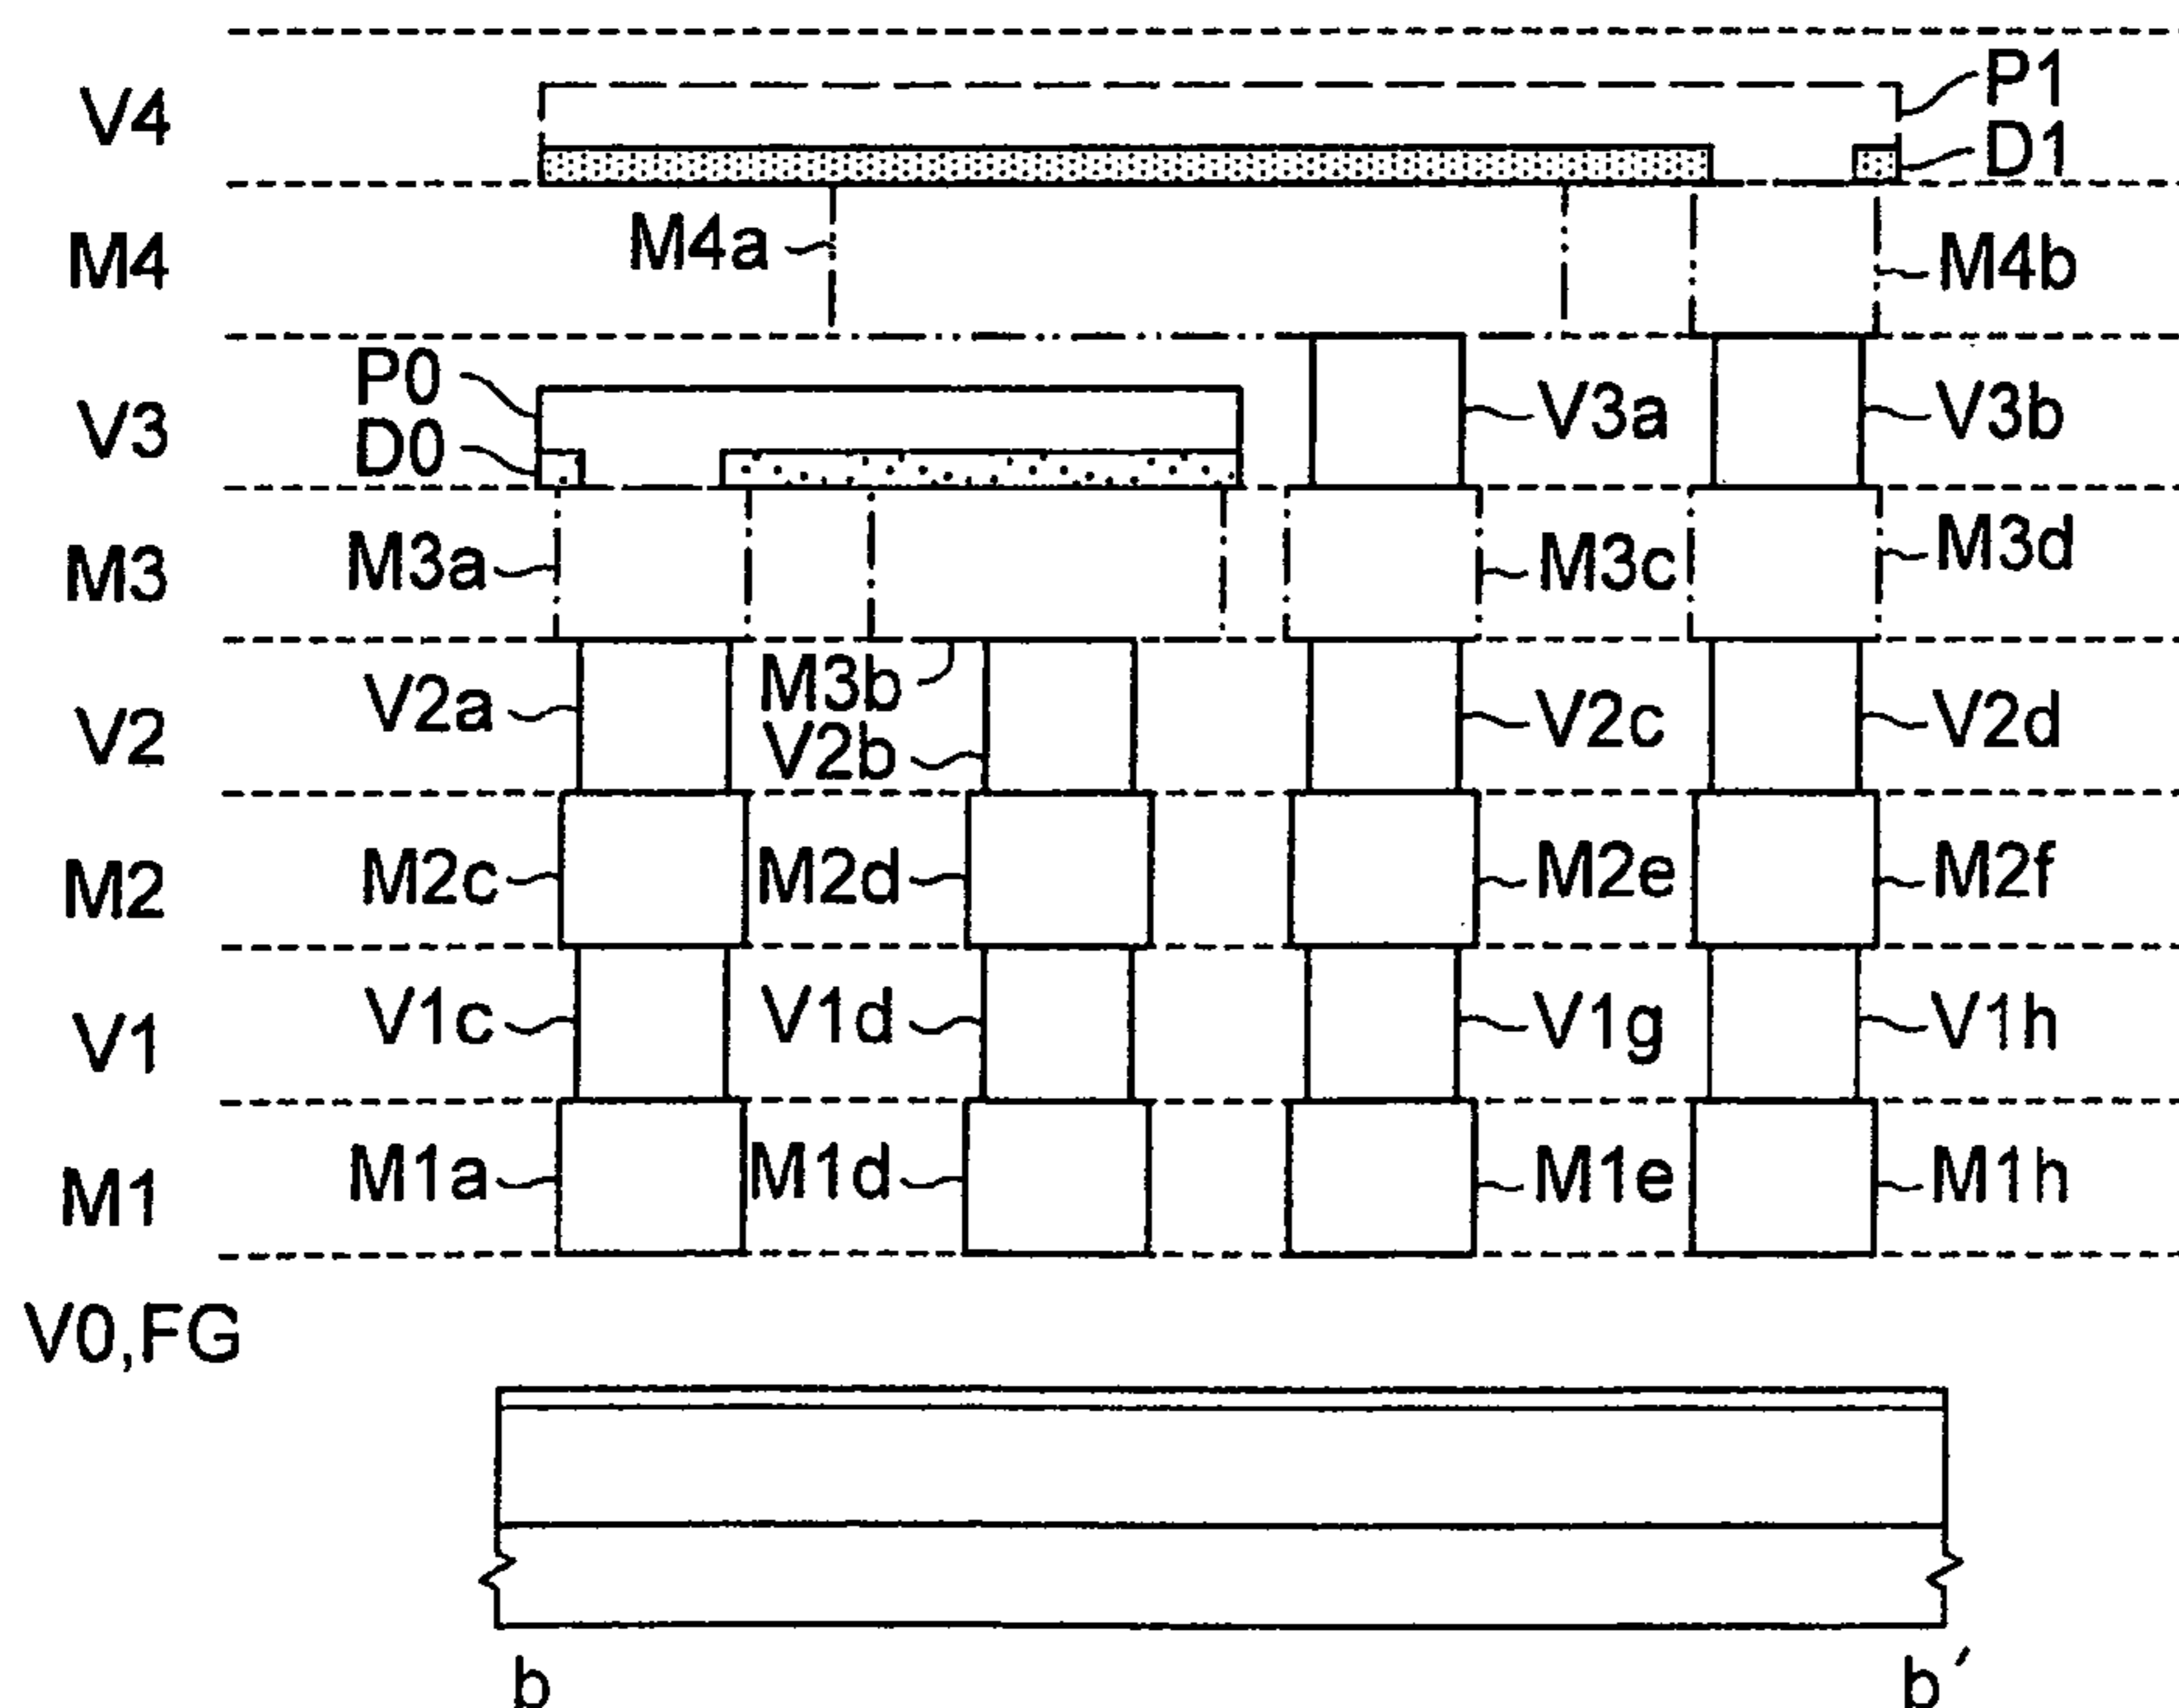 P1
V4
D1
M4a
M4
M4b
P0
V3
V3a
V3b
D0
M3a
M3
M3c
M3d
M3b
V2a
V2
V2b
V2c
V2d
M2
M2c
M2d
M2e
M2f
V1
V1c
V1d
V1g
V1h
M1
M1a
M1d
M1e
M1h
V0,FG
b
b′